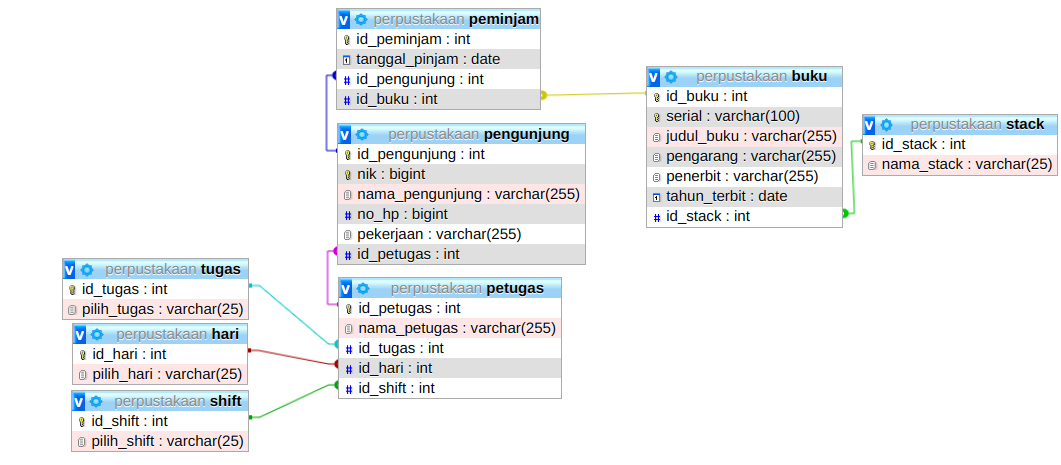 perpustakaan peminjam
id_peminjam : int
tanggal_pinjam : date
id_pengunjung : int
id_buku : int
perpustakaan buku
id_buku : int
serial : varchar(100)
judul_buku : varchar(255)
pengarang : varchar(255)
penerbit : varchar(255)
tahun_terbit : date
id_stack : int
perpustakaan stack
id_stack : int
nama_stack : varchar(25)
perpustakaan pengunjung
id_pengunjung : int
nik : bigint
nama_pengunjung : varchar(255)
no_hp : bigint
pekerjaan : varchar(255)
id_petugas : int
perpustakaan tugas
id_tugas : int
pilih_tugas : varchar(25)
perpustakaan hari
id_hari : int
pilih_hari : varchar(25)
perpustakaan shift
id_shift : int
pilih_shift : varchar(25)
perpustakaan petugas
id_petugas : int
nama_petugas : varchar(255)
id_tugas : int
id_hari : int
id_shift : int